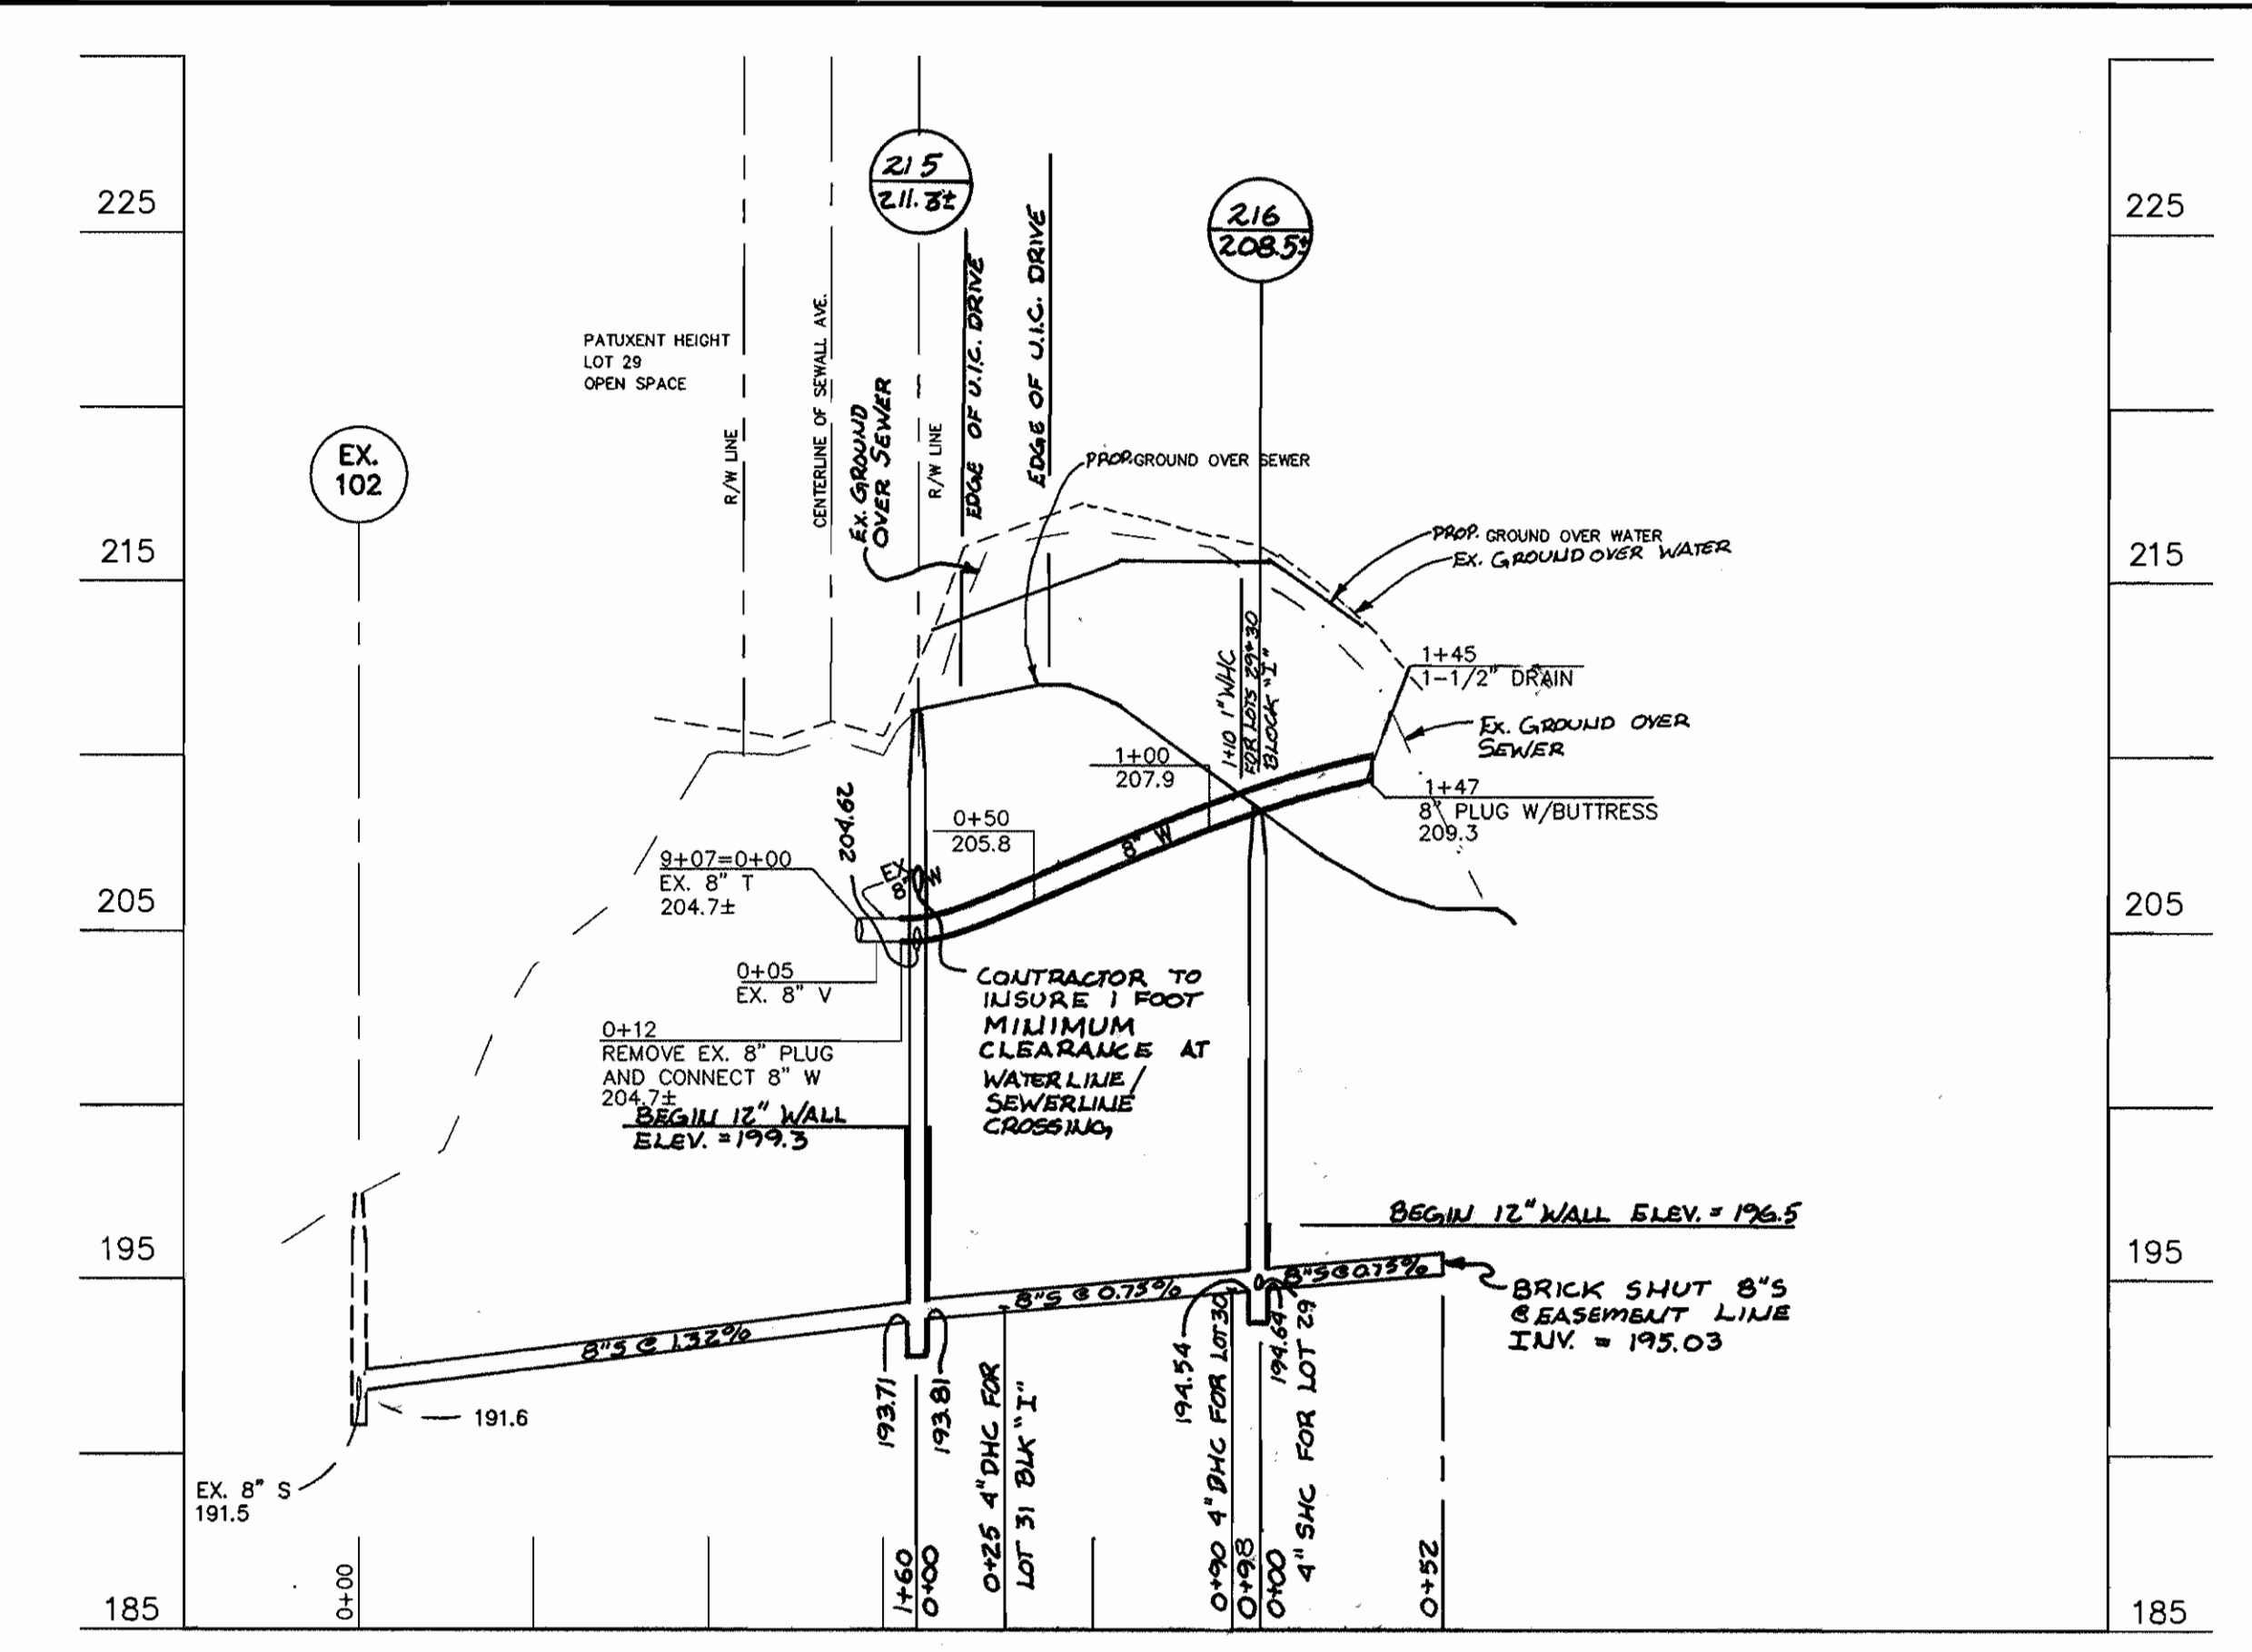 225
215
205
195
185
225
215
205
195
185
EX.
102
215
211.3±
216
208.5±
PATUXENT HEIGHT
LOT 29
OPEN SPACE
R/W LINE
CENTERLINE OF SEWALL AVE.
EX. GROUND
OVER SEWER
R/W LINE
EDGE OF U.I.C. DRIVE
EDGE OF U.I.C. DRIVE
PROP. GROUND OVER SEWER
PROP. GROUND OVER WATER
EX. GROUND OVER WATER
1+10 1" WHC
FOR LOTS 29+30
BLOCK "I"
1+45
1-1/2" DRAIN
EX. GROUND OVER
SEWER
1+47
8" PLUG W/BUTTRESS
209.3
1+00
207.9
0+50
205.8
8" W
204.62
EX.
8" W
9+07=0+00
EX. 8" T
204.7±
0+05
EX. 8" V
0+12
REMOVE EX. 8" PLUG
AND CONNECT 8" W
204.7±
BEGIN 12" WALL
ELEV. = 199.3
CONTRACTOR TO
INSURE 1 FOOT
MINIMUM
CLEARANCE AT
WATERLINE/
SEWERLINE
CROSSING
BEGIN 12" WALL ELEV. = 196.5
8"S @ 1.32%
8"S @ 0.75%
8"S @ 0.75%
BRICK SHUT 8"S
@ EASEMENT LINE
INV. = 195.03
191.6
EX. 8" S
191.5
193.71
193.81
194.54
194.64
0+00
1+60
0+00
0+25 4" DHC FOR
LOT 31 BLK "I"
0+90 4" DHC FOR LOT 30
0+98
0+00
4" SHC FOR LOT 29
0+52